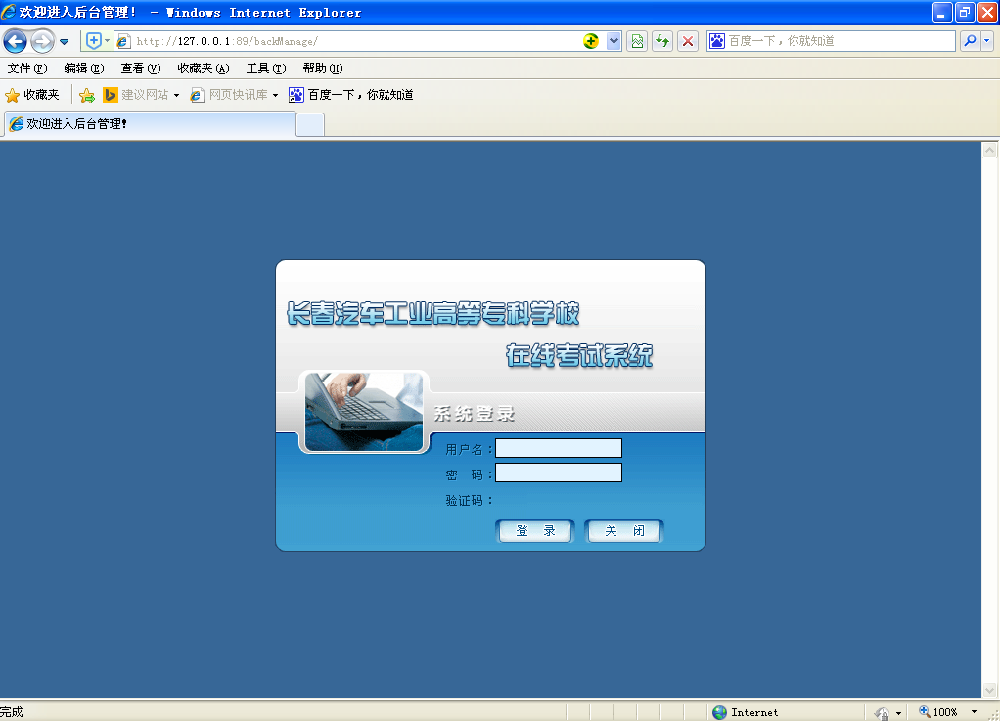 欢迎进入后台管理! - Windows Internet Explorer
http://127.0.0.1:89/backManage/
百度一下，你就知道
文件(F) 编辑(E) 查看(V) 收藏夹(A) 工具(T) 帮助(H)
收藏夹 建议网站 网页快讯库 百度一下，你就知道
欢迎进入后台管理!
长春汽车工业高等专科学校
在线考试系统
系统登录
用户名：
密 码：
验证码：
登 录 关 闭
完成 Internet 100%